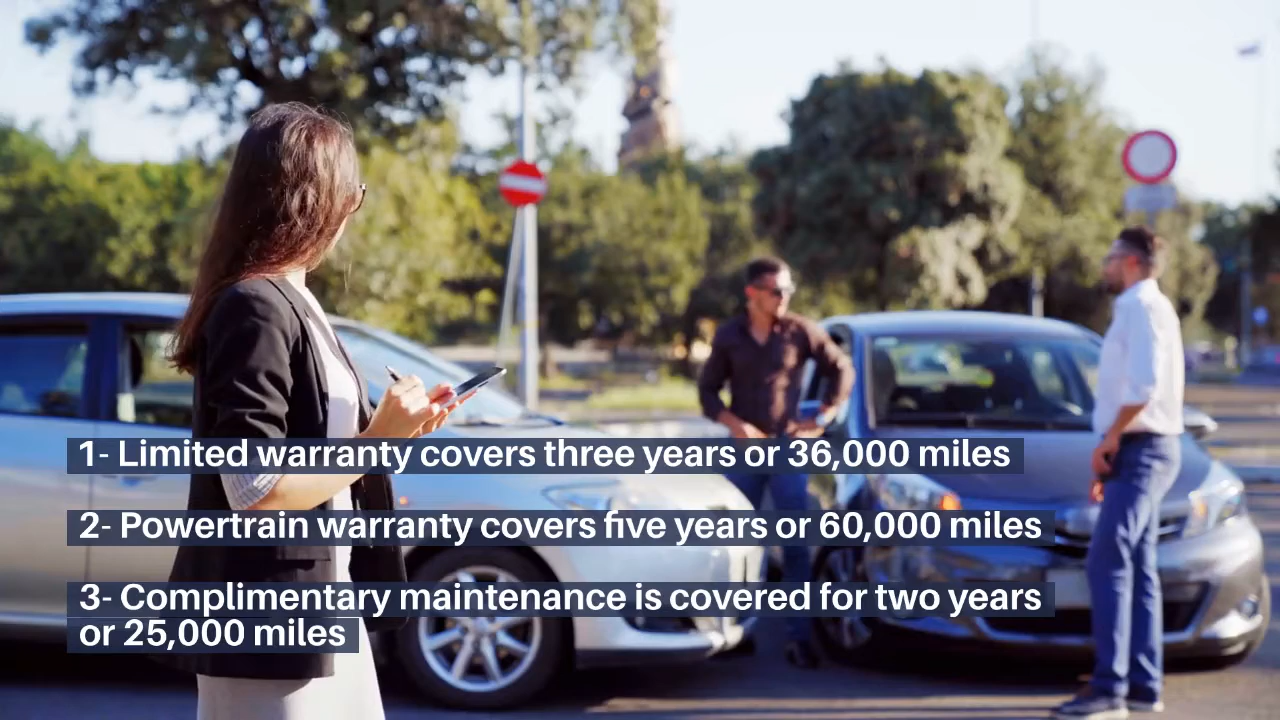 1- Limited warranty covers three years or 36,000 miles
2- Powertrain warranty covers five years or 60,000 miles
3- Complimentary maintenance is covered for two years
or 25,000 miles